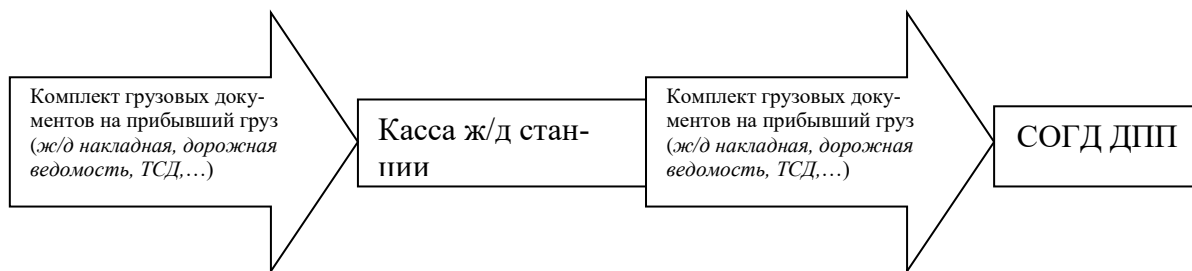 Комплект грузовых доку-
ментов на прибывший груз
(ж/д накладная, дорожная
ведомость, ТСД,…)
Касса ж/д стан-
ции
Комплект грузовых доку-
ментов на прибывший груз
(ж/д накладная, дорожная
ведомость, ТСД,…)
СОГД ДПП